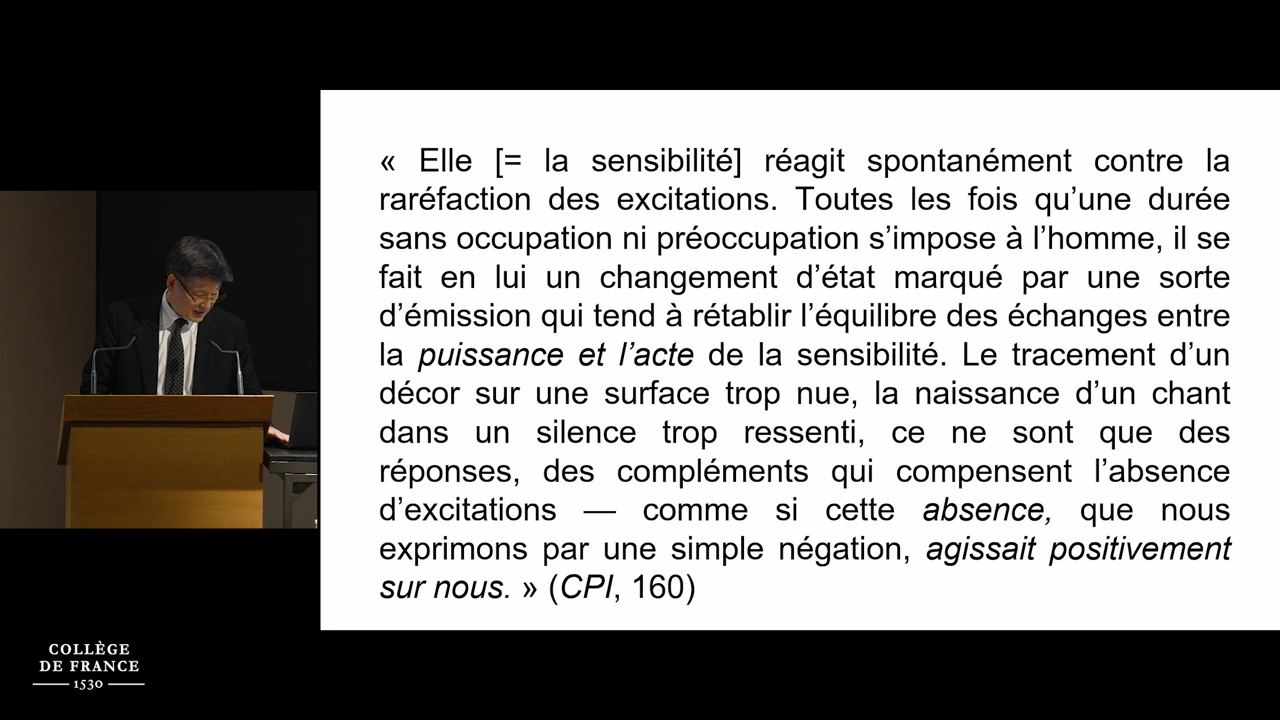 « Elle [= la sensibilité] réagit spontanément contre la
raréfaction des excitations. Toutes les fois qu’une durée
sans occupation ni préoccupation s’impose à l’homme, il se
fait en lui un changement d’état marqué par une sorte
d’émission qui tend à rétablir l’équilibre des échanges entre
la puissance et l’acte de la sensibilité. Le tracement d’un
décor sur une surface trop nue, la naissance d’un chant
dans un silence trop ressenti, ce ne sont que des
réponses, des compléments qui compensent l’absence
d’excitations — comme si cette absence, que nous
exprimons par une simple négation, agissait positivement
sur nous. » (CPI, 160)
COLLÈGE
DE FRANCE
1530